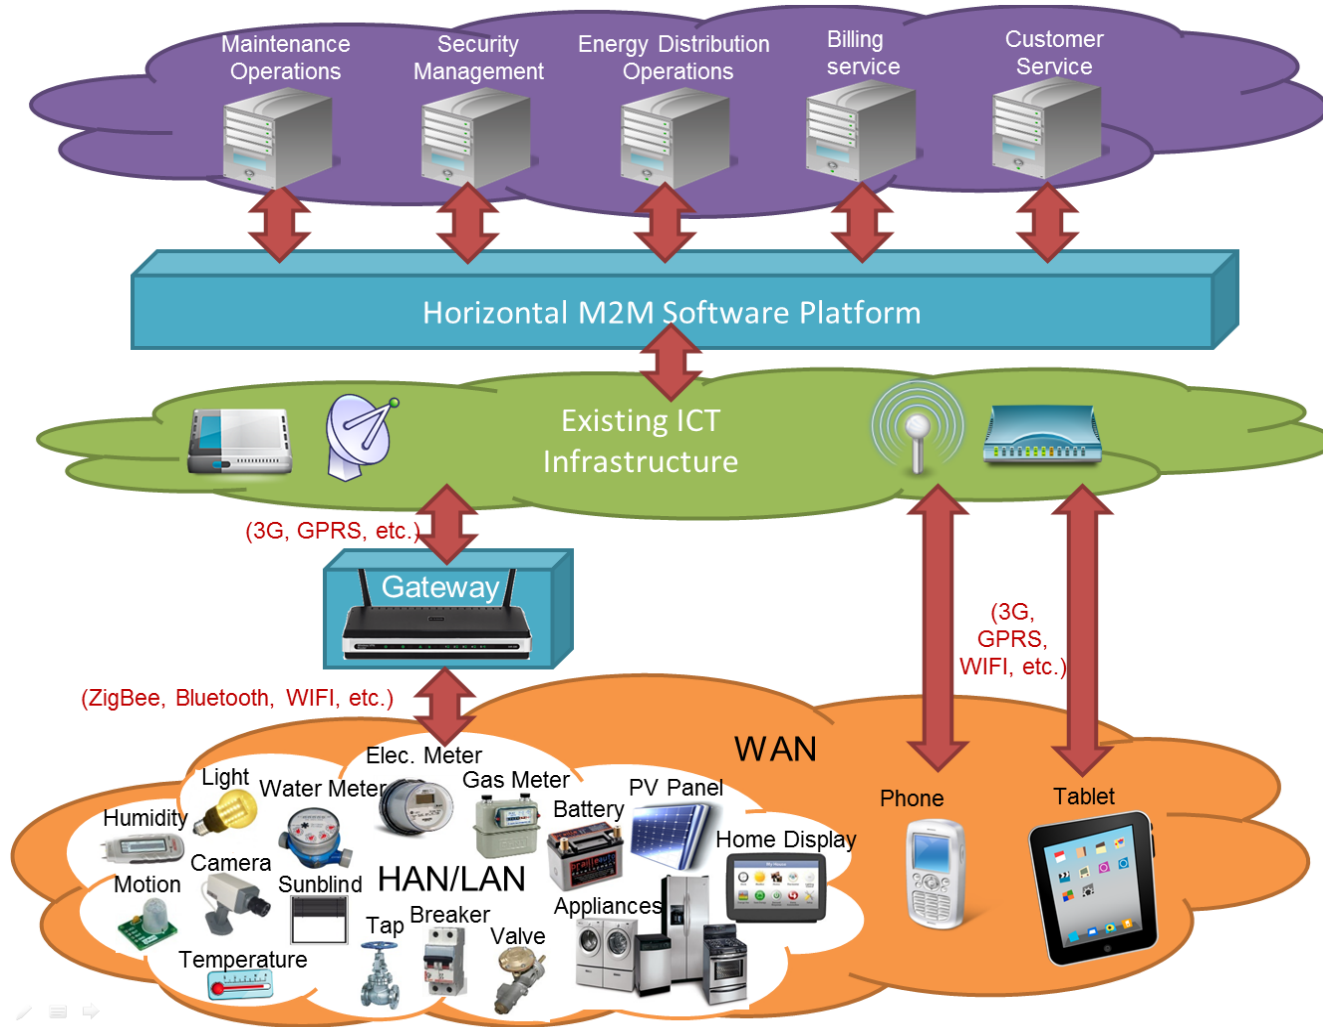 Maintenance
Operations
Security
Management
Energy Distribution
Operations
Billing
service
Customer
Service
Horizontal M2M Software Platform
Existing ICT
Infrastructure
(3G, GPRS, etc.)
Gateway
(3G,
GPRS,
WIFI, etc.)
(ZigBee, Bluetooth, WIFI, etc.)
WAN
Elec. Meter
Light
Water Meter
Gas Meter
PV Panel
Phone
Tablet
Humidity
Battery
Home Display
Camera
Motion
Sunblind
HAN/LAN
Appliances
Tap
Breaker
Valve
Temperature